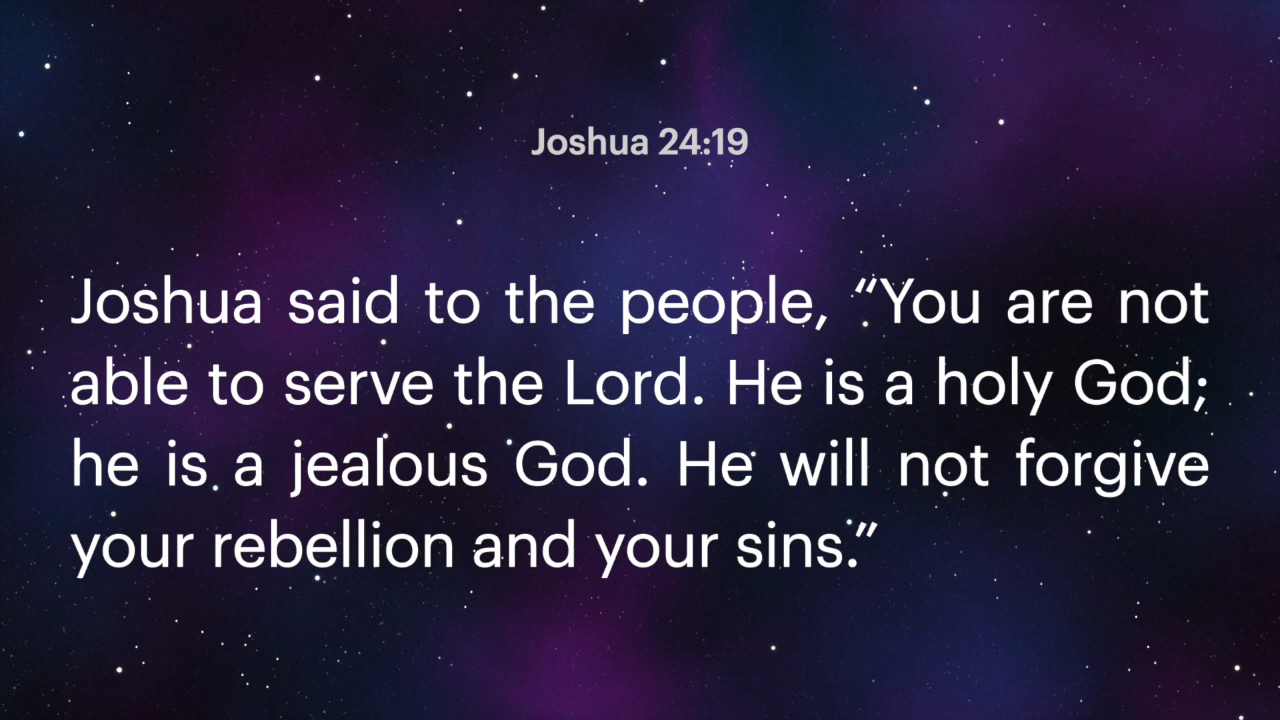 Joshua 24:19
Joshua said to the people, “You are not
able to serve the Lord. He is a holy God;
he is a jealous God. He will not forgive
your rebellion and your sins.”